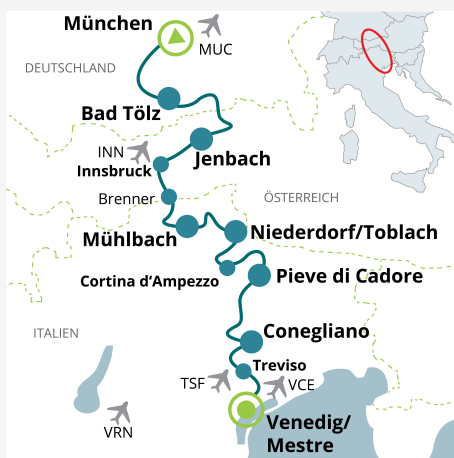 München
MUC
DEUTSCHLAND
Bad Tölz
INN
Jenbach
Innsbruck
Brenner
ÖSTERREICH
Mühlbach
Niederdorf/Toblach
Cortina d’Ampezzo
Pieve di Cadore
ITALIEN
Conegliano
Treviso
TSF
VCE
VRN
Venedig/
Mestre